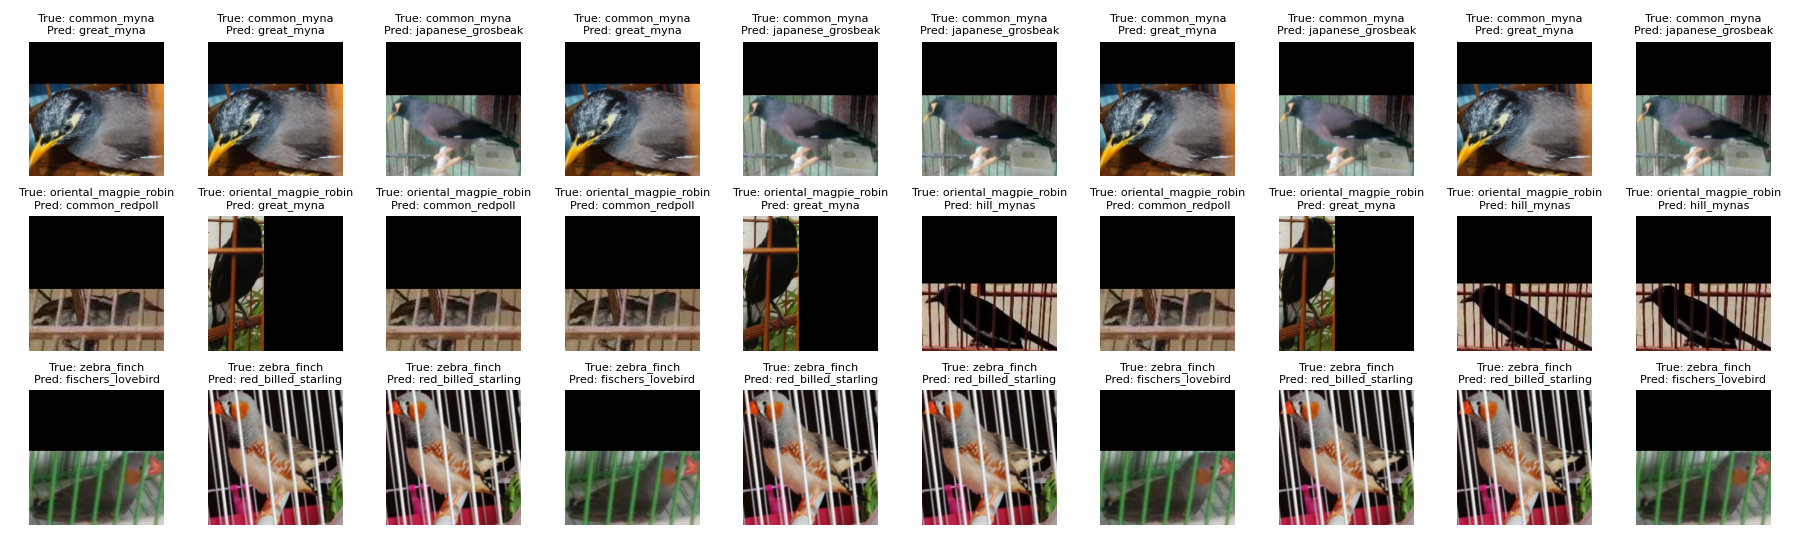 True: common_myna
Pred: great_myna
True: common_myna
Pred: great_myna
True: common_myna
Pred: japanese_grosbeak
True: common_myna
Pred: great_myna
True: common_myna
Pred: japanese_grosbeak
True: common_myna
Pred: japanese_grosbeak
True: common_myna
Pred: great_myna
True: common_myna
Pred: japanese_grosbeak
True: common_myna
Pred: great_myna
True: common_myna
Pred: japanese_grosbeak
True: oriental_magpie_robin
Pred: common_redpoll
True: oriental_magpie_robin
Pred: great_myna
True: oriental_magpie_robin
Pred: common_redpoll
True: oriental_magpie_robin
Pred: common_redpoll
True: oriental_magpie_robin
Pred: great_myna
True: oriental_magpie_robin
Pred: hill_mynas
True: oriental_magpie_robin
Pred: common_redpoll
True: oriental_magpie_robin
Pred: great_myna
True: oriental_magpie_robin
Pred: hill_mynas
True: oriental_magpie_robin
Pred: hill_mynas
True: zebra_finch
Pred: fischers_lovebird
True: zebra_finch
Pred: red_billed_starling
True: zebra_finch
Pred: red_billed_starling
True: zebra_finch
Pred: fischers_lovebird
True: zebra_finch
Pred: red_billed_starling
True: zebra_finch
Pred: red_billed_starling
True: zebra_finch
Pred: fischers_lovebird
True: zebra_finch
Pred: red_billed_starling
True: zebra_finch
Pred: red_billed_starling
True: zebra_finch
Pred: fischers_lovebird